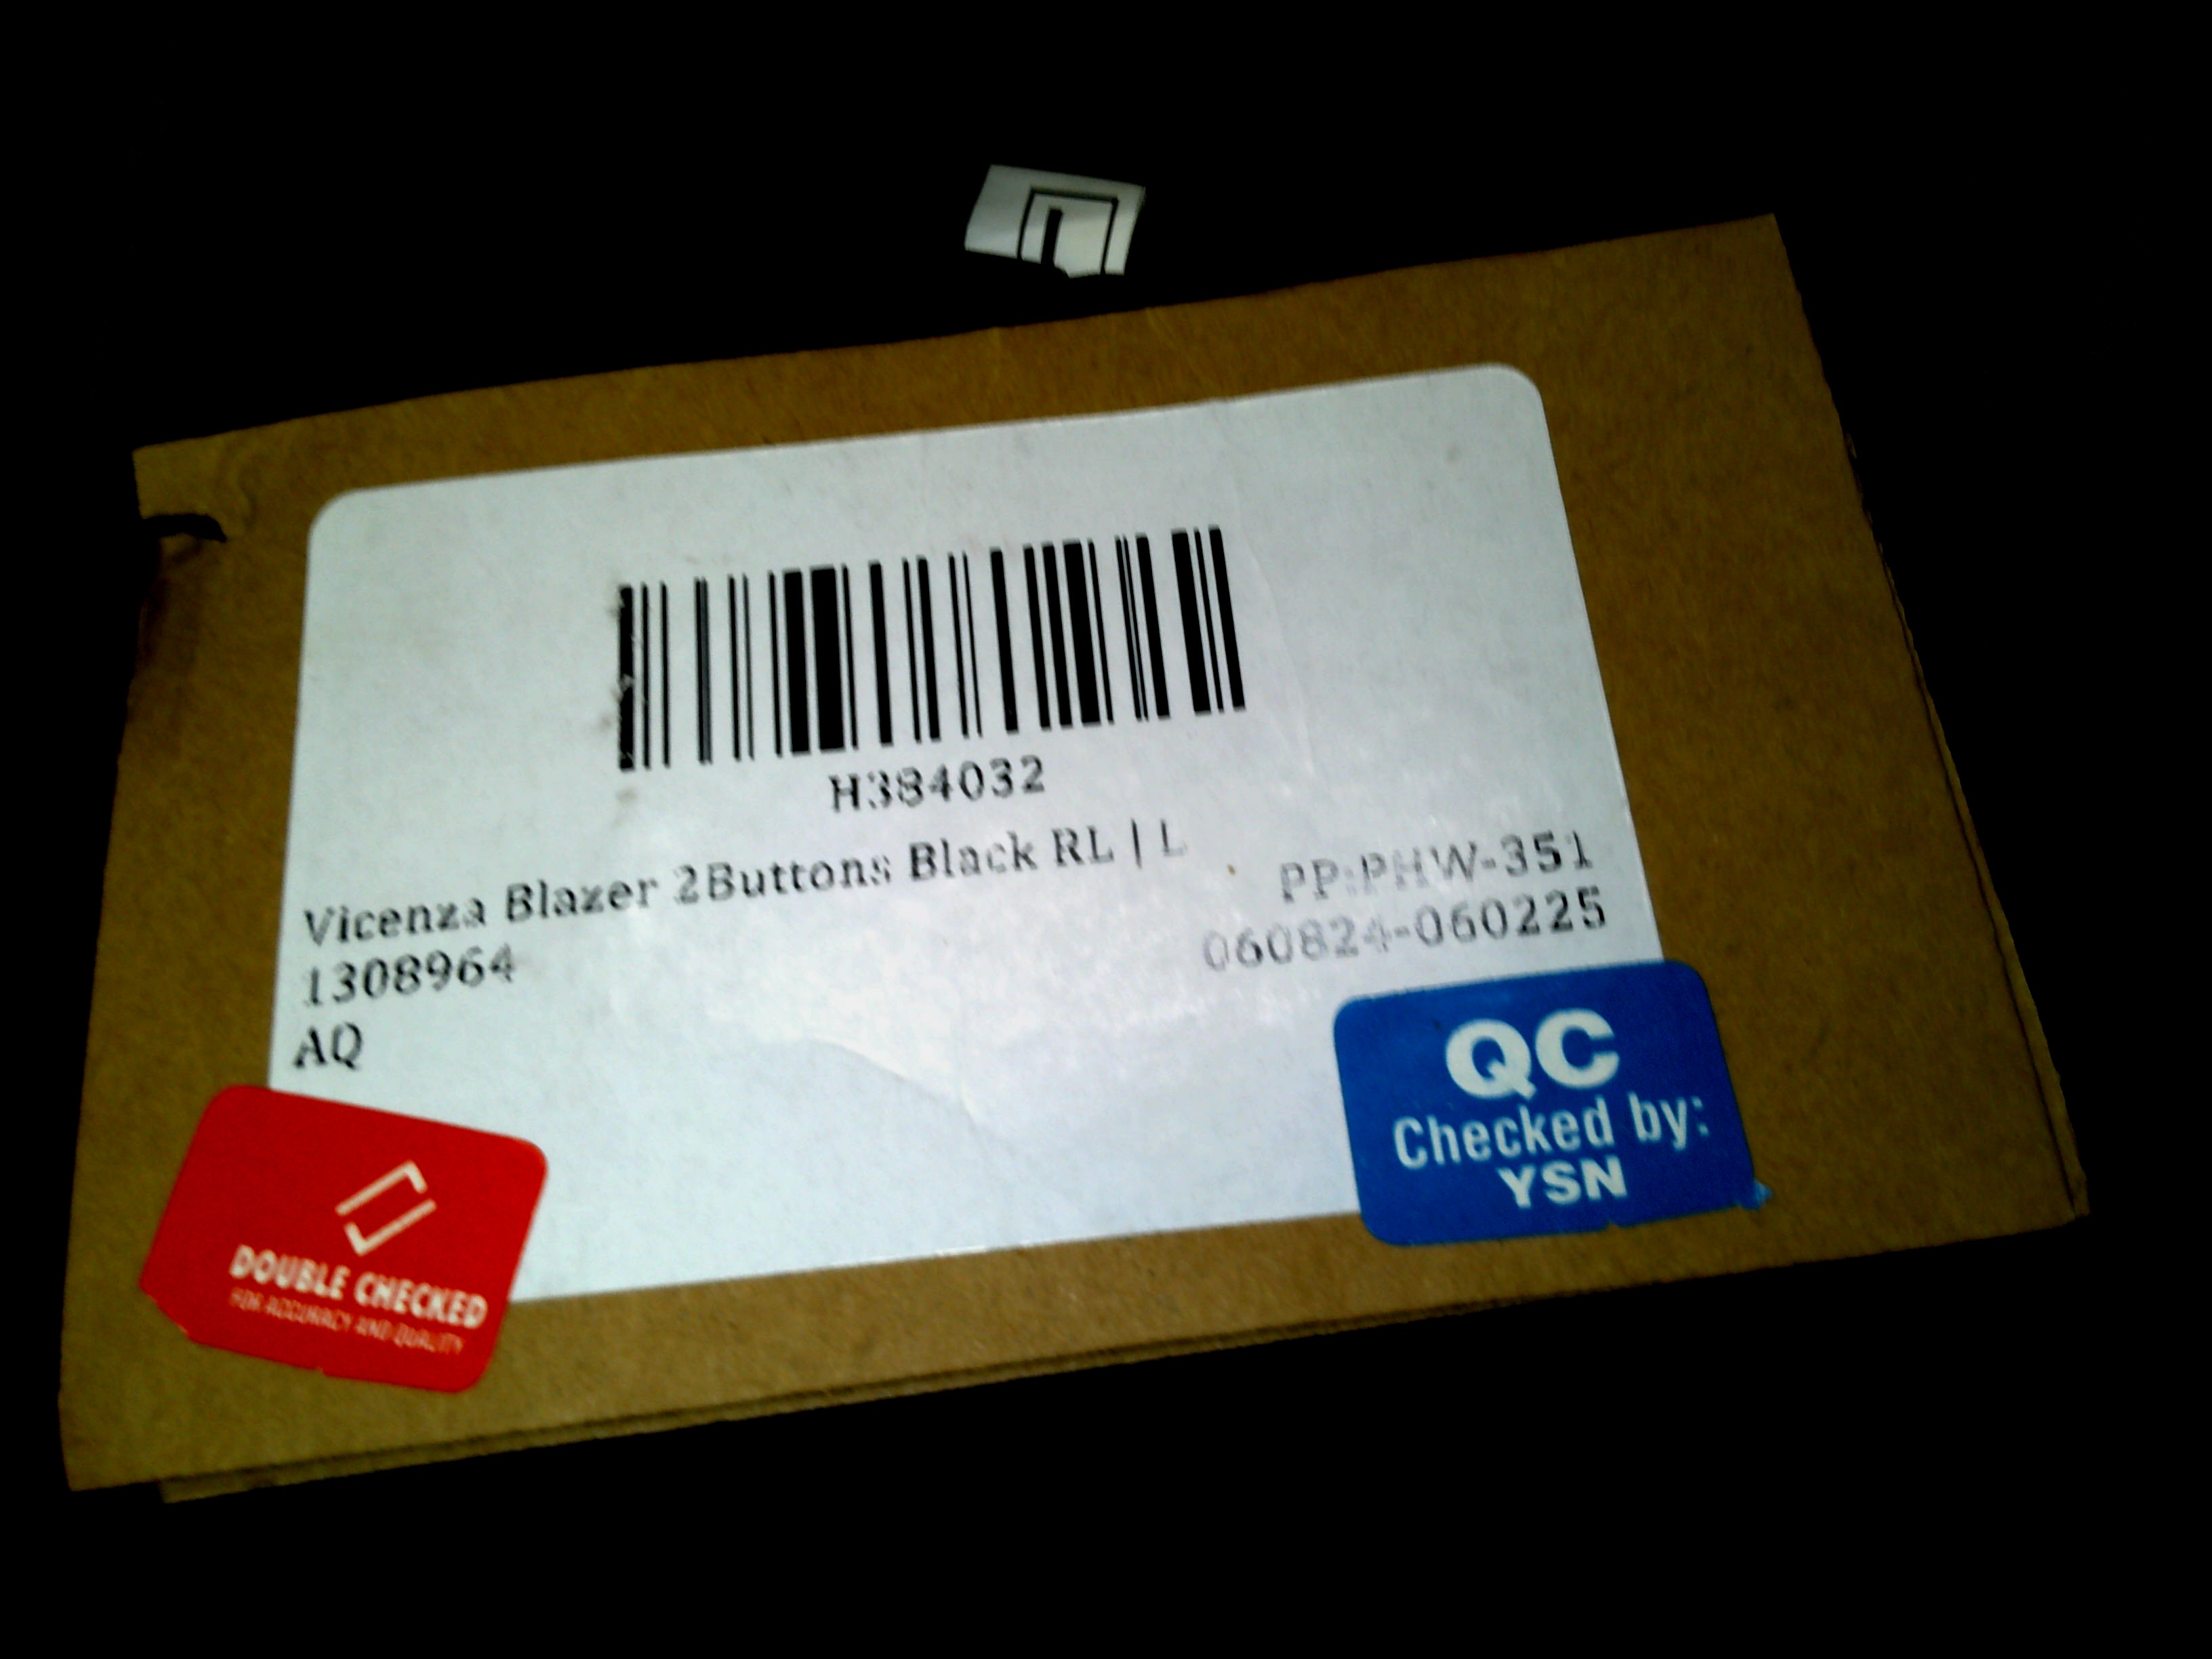 H384032
Vicenza Blazer 2Buttons Black RL | L
PP:PHW-351
1308964
060824-060225
AQ
QC
Checked by:
YSN
DOUBLE CHECKED
FOR ACCURACY AND QUALITY